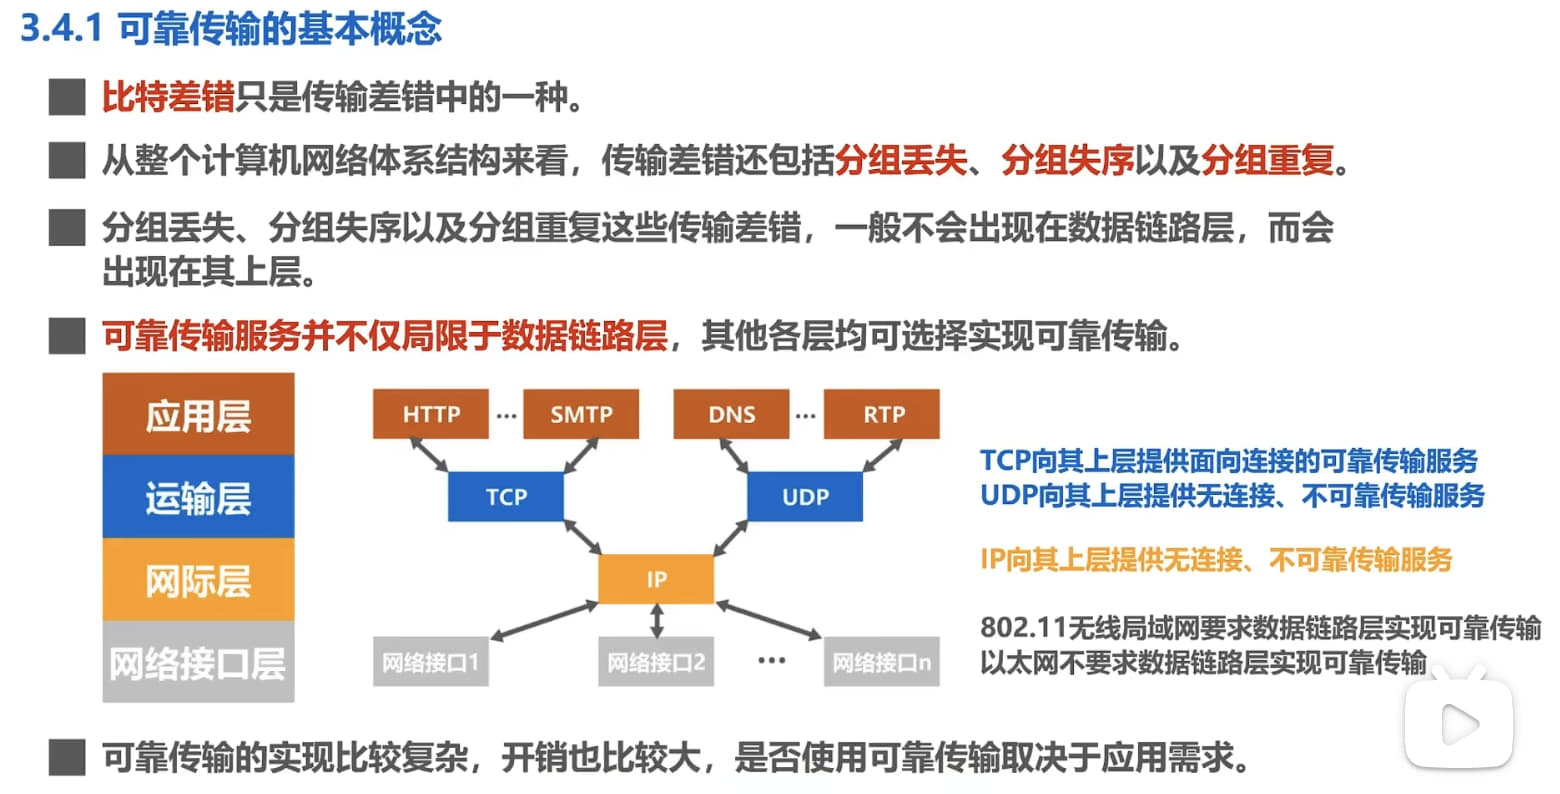 3.4.1 可靠传输的基本概念
比特差错只是传输差错中的一种。
从整个计算机网络体系结构来看，传输差错还包括分组丢失、分组失序以及分组重复。
分组丢失、分组失序以及分组重复这些传输差错，一般不会出现在数据链路层，而会
出现在其上层。
可靠传输服务并不仅局限于数据链路层，其他各层均可选择实现可靠传输。
应用层
HTTP … SMTP DNS … RTP
TCP向其上层提供面向连接的可靠传输服务
运输层
TCP UDP
UDP向其上层提供无连接、不可靠传输服务
网际层
IP
IP向其上层提供无连接、不可靠传输服务
802.11无线局域网要求数据链路层实现可靠传输
网络接口层
网络接口1 网络接口2 … 网络接口n
以太网不要求数据链路层实现可靠传输
可靠传输的实现比较复杂，开销也比较大，是否使用可靠传输取决于应用需求。